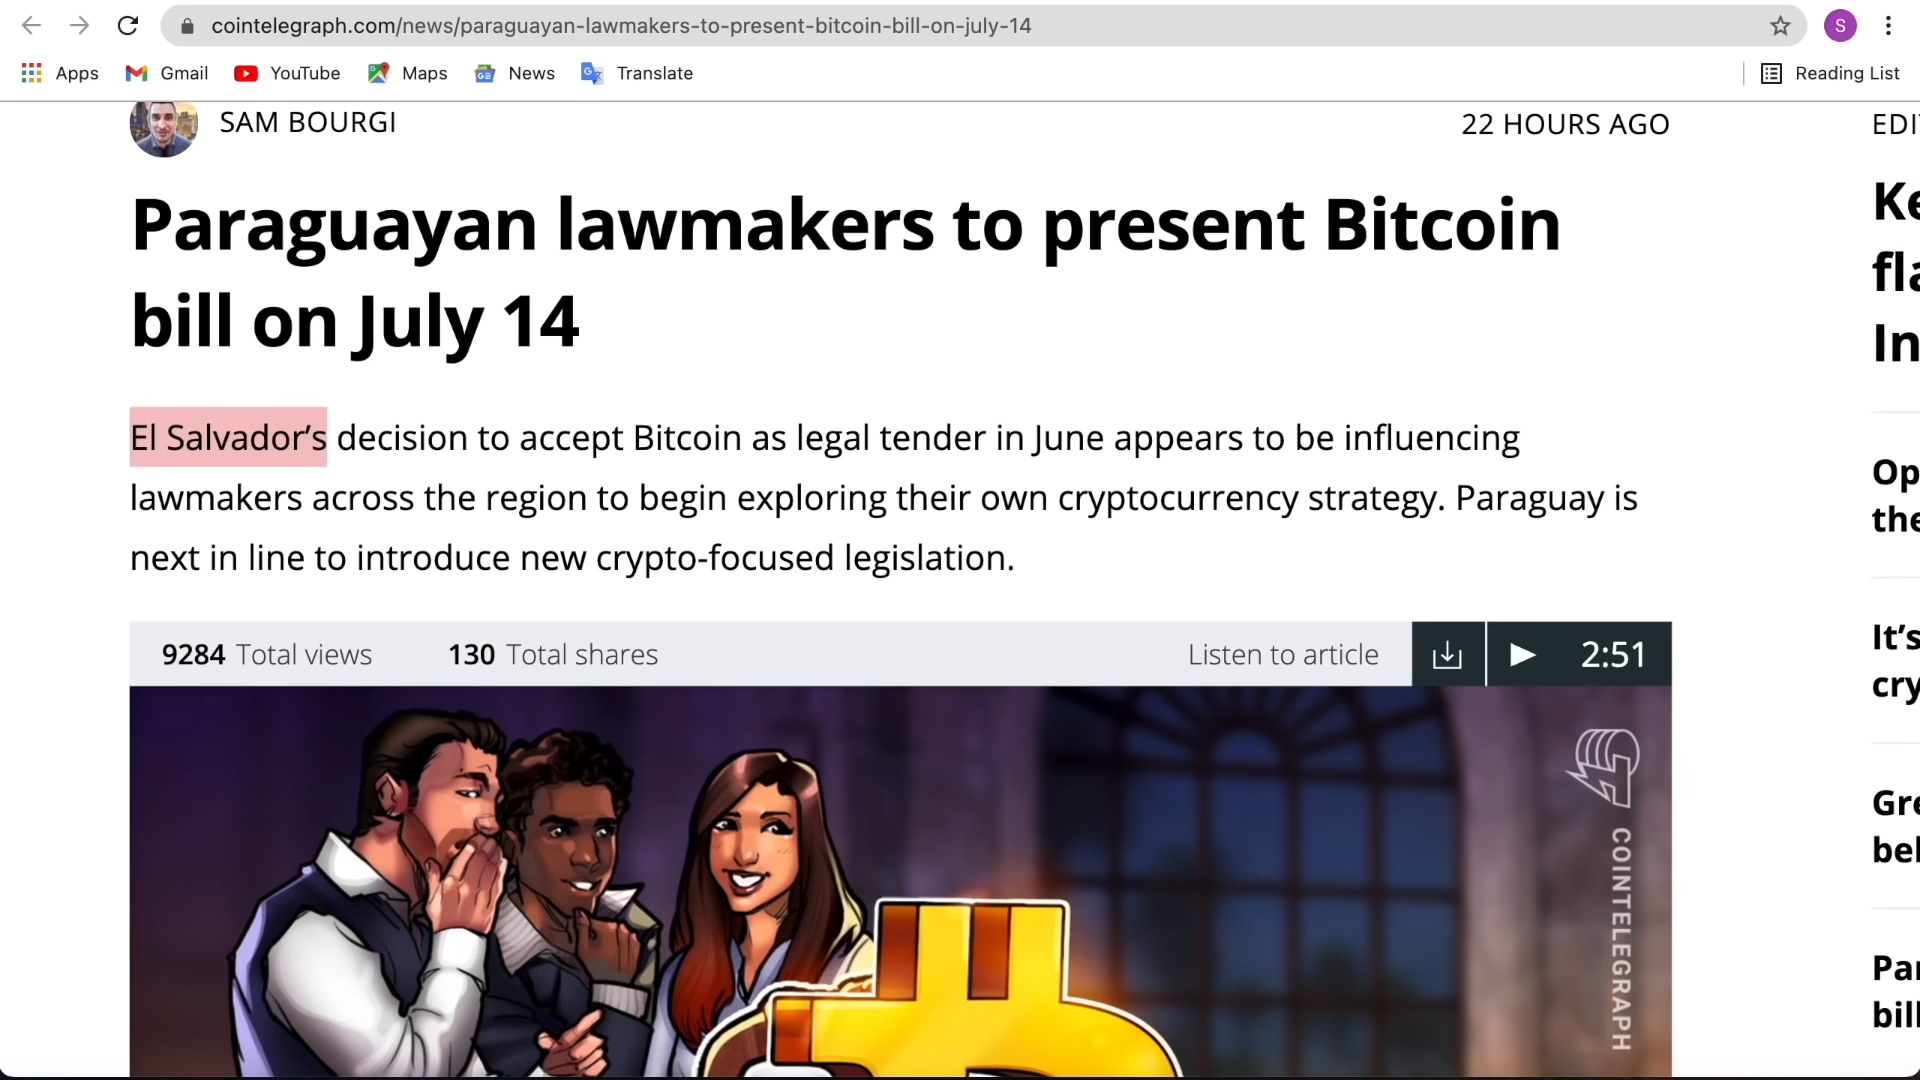 cointelegraph.com/news/paraguayan-lawmakers-to-present-bitcoin-bill-on-july-14
S
Apps Gmail YouTube Maps News Translate Reading List
SAM BOURGI
22 HOURS AGO
Paraguayan lawmakers to present Bitcoin
bill on July 14
El Salvador’s decision to accept Bitcoin as legal tender in June appears to be influencing
lawmakers across the region to begin exploring their own cryptocurrency strategy. Paraguay is
next in line to introduce new crypto-focused legislation.
9284 Total views 130 Total shares Listen to article 2:51
COINTELEGRAPH
It’s